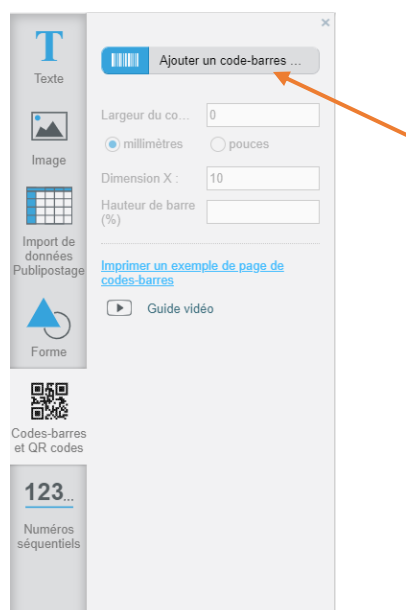 T
Texte
Image
Import de
données
Publipostage
Forme
Codes-barres
et QR codes
123...
Numéros
séquentiels
×
Ajouter un code-barres ...
Largeur du co... 0
millimètres pouces
Dimension X : 10
Hauteur de barre
(%)
Imprimer un exemple de page de
codes-barres
Guide vidéo